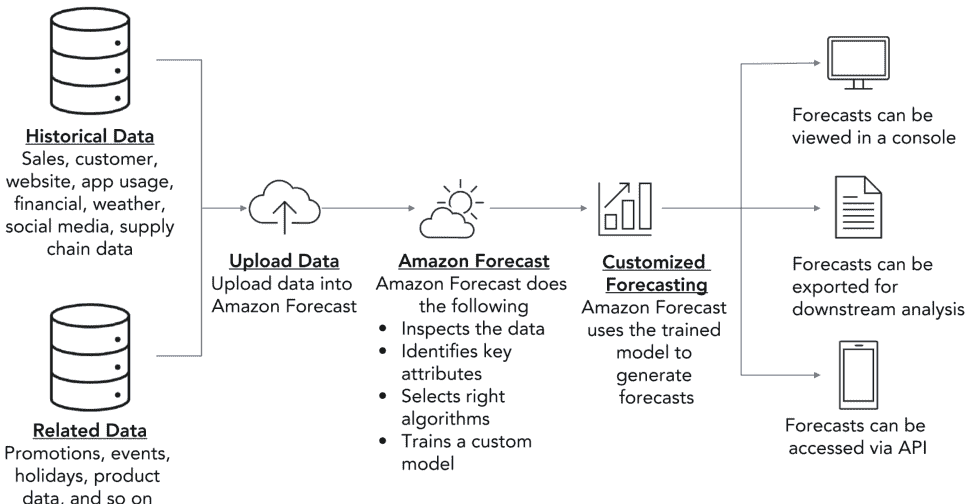 Historical Data
Sales, customer,
website, app usage,
financial, weather,
social media, supply
chain data
Related Data
Promotions, events,
holidays, product
data, and so on
Upload Data
Upload data into
Amazon Forecast
Amazon Forecast
Amazon Forecast does
the following
• Inspects the data
• Identifies key
attributes
• Selects right
algorithms
• Trains a custom
model
Customized
Forecasting
Amazon Forecast
uses the trained
model to
generate
forecasts
Forecasts can be
viewed in a console
Forecasts can be
exported for
downstream analysis
Forecasts can be
accessed via API